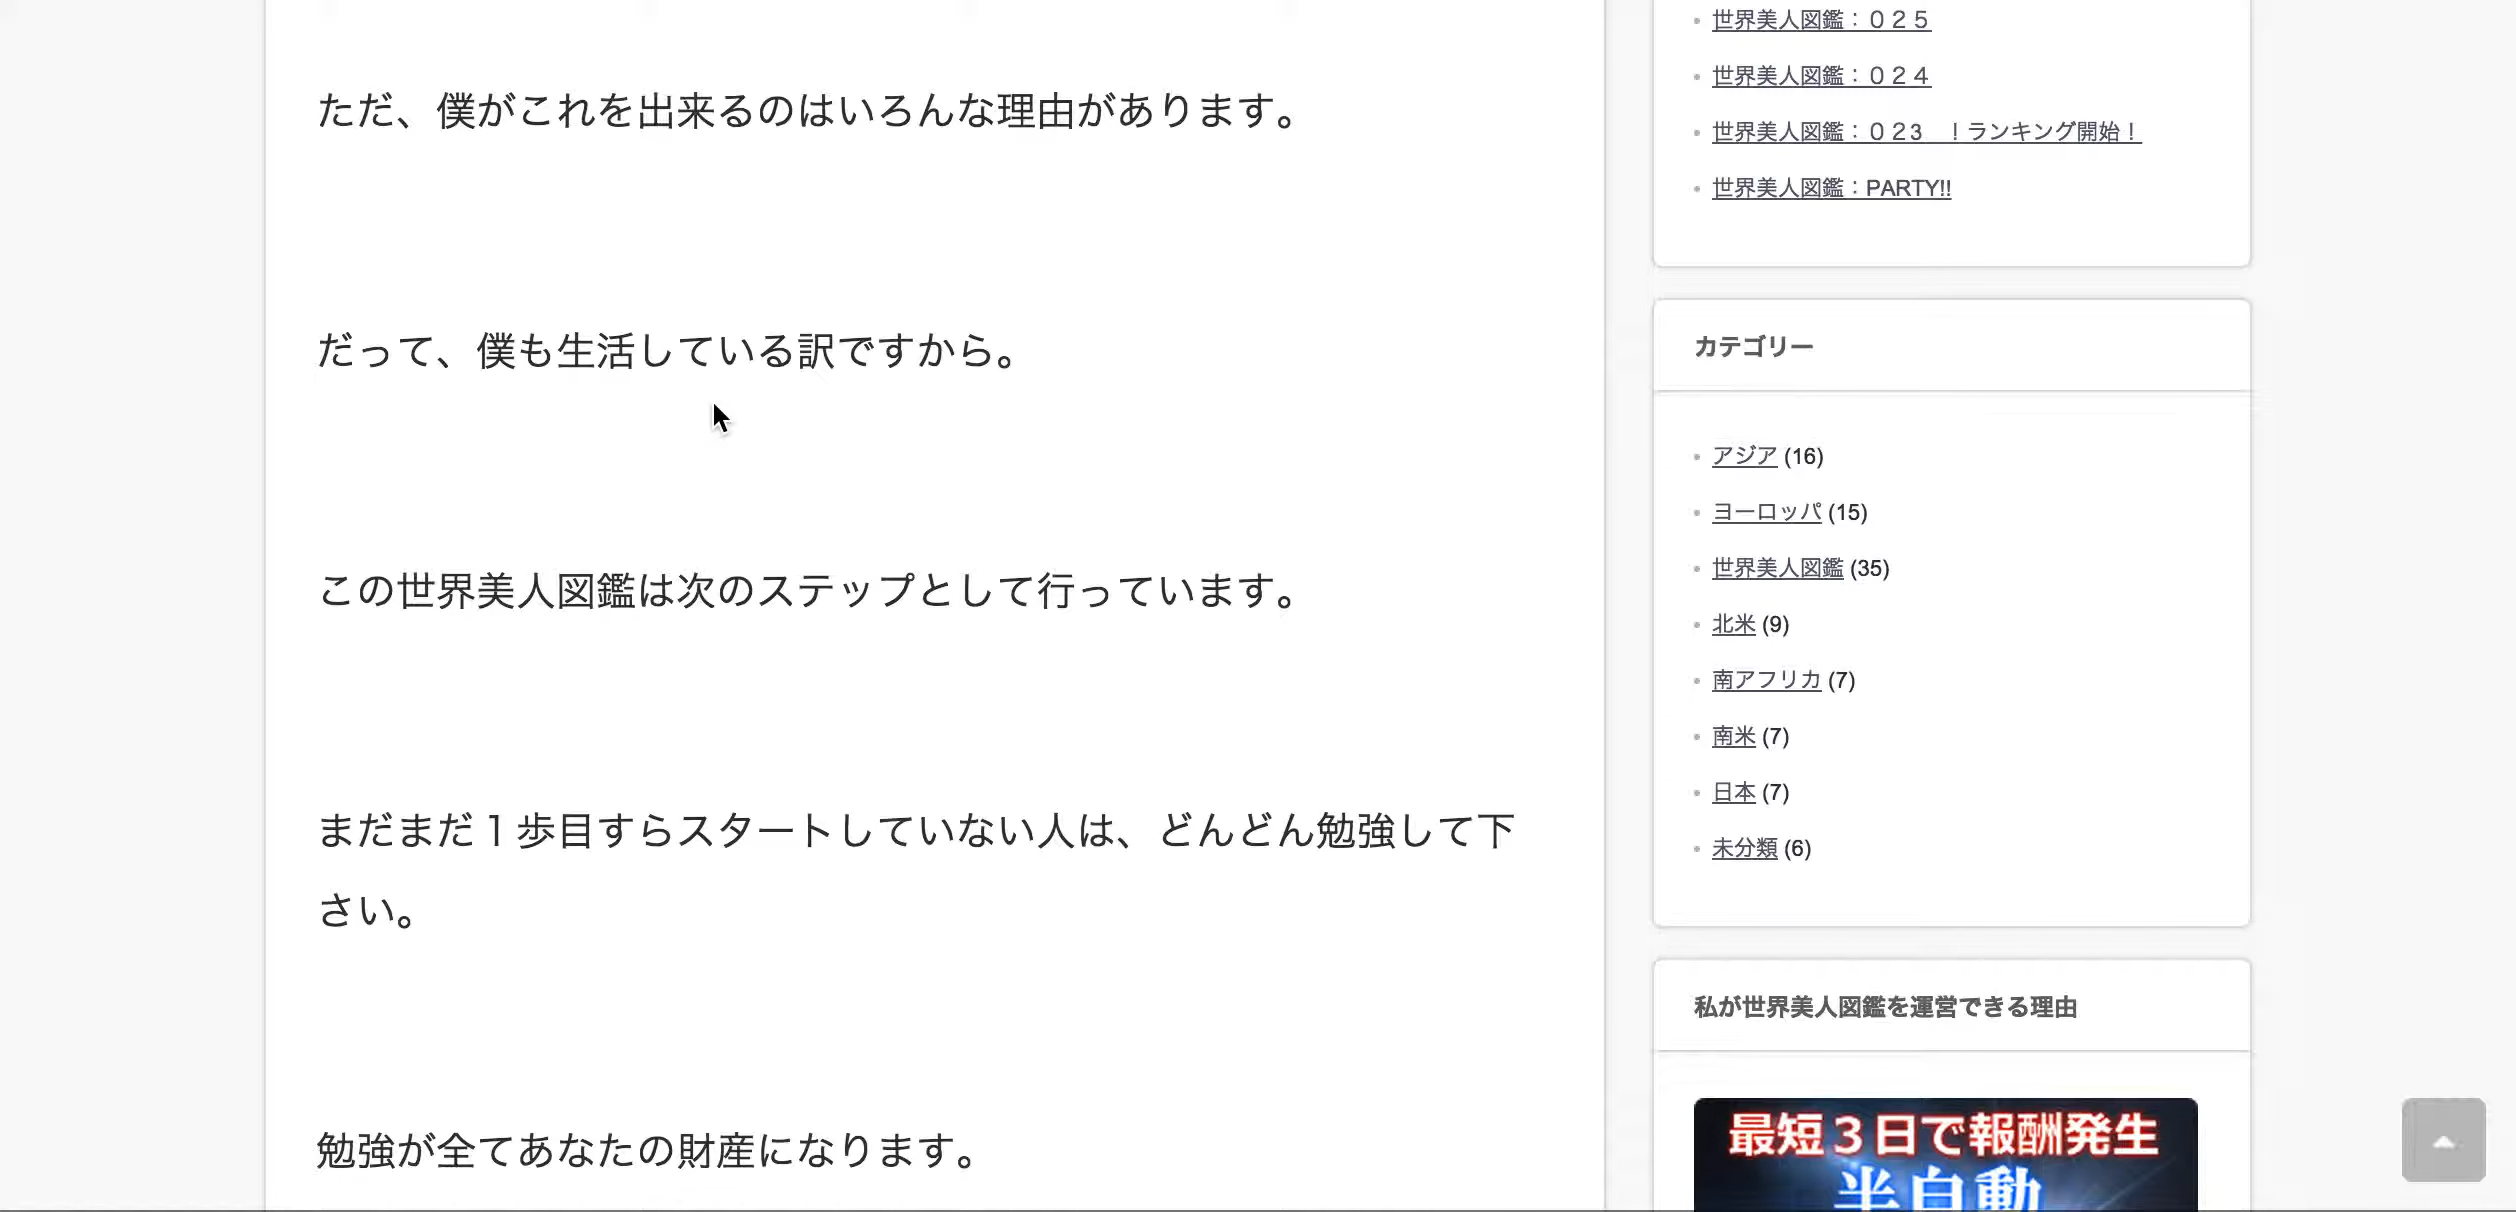 ただ、僕がこれを出来るのはいろんな理由があります。
だって、僕も生活している訳ですから。
この世界美人図鑑は次のステップとして行っています。
まだまだ１歩目すらスタートしていない人は、どんどん勉強して下
さい。
勉強が全てあなたの財産になります。
世界美人図鑑：０２５
世界美人図鑑：０２４
世界美人図鑑：０２3　！ランキング開始！
世界美人図鑑：PARTY!!
カテゴリー
アジア (16)
ヨーロッパ (15)
世界美人図鑑 (35)
北米 (9)
南アフリカ (7)
南米 (7)
日本 (7)
未分類 (6)
私が世界美人図鑑を運営できる理由
最短３日で報酬発生
半自動